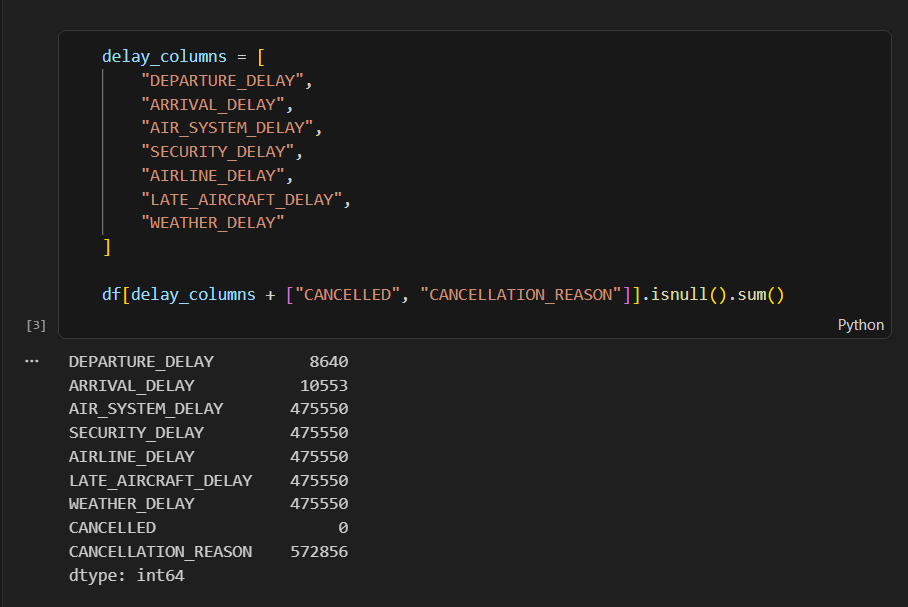 delay_columns = [
"DEPARTURE_DELAY",
"ARRIVAL_DELAY",
"AIR_SYSTEM_DELAY",
"SECURITY_DELAY",
"AIRLINE_DELAY",
"LATE_AIRCRAFT_DELAY",
"WEATHER_DELAY"
]
df[delay_columns + ["CANCELLED", "CANCELLATION_REASON"]].isnull().sum()
[3]
Python
...
DEPARTURE_DELAY 8640
ARRIVAL_DELAY 10553
AIR_SYSTEM_DELAY 475550
SECURITY_DELAY 475550
AIRLINE_DELAY 475550
LATE_AIRCRAFT_DELAY 475550
WEATHER_DELAY 475550
CANCELLED 0
CANCELLATION_REASON 572856
dtype: int64